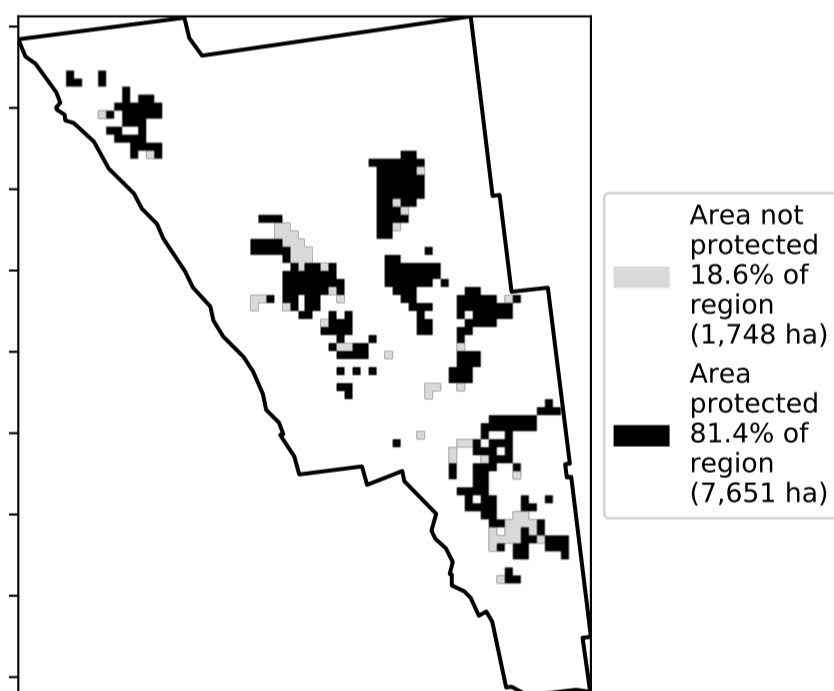 Area not
protected
18.6% of
region
(1,748 ha)
Area
protected
81.4% of
region
(7,651 ha)